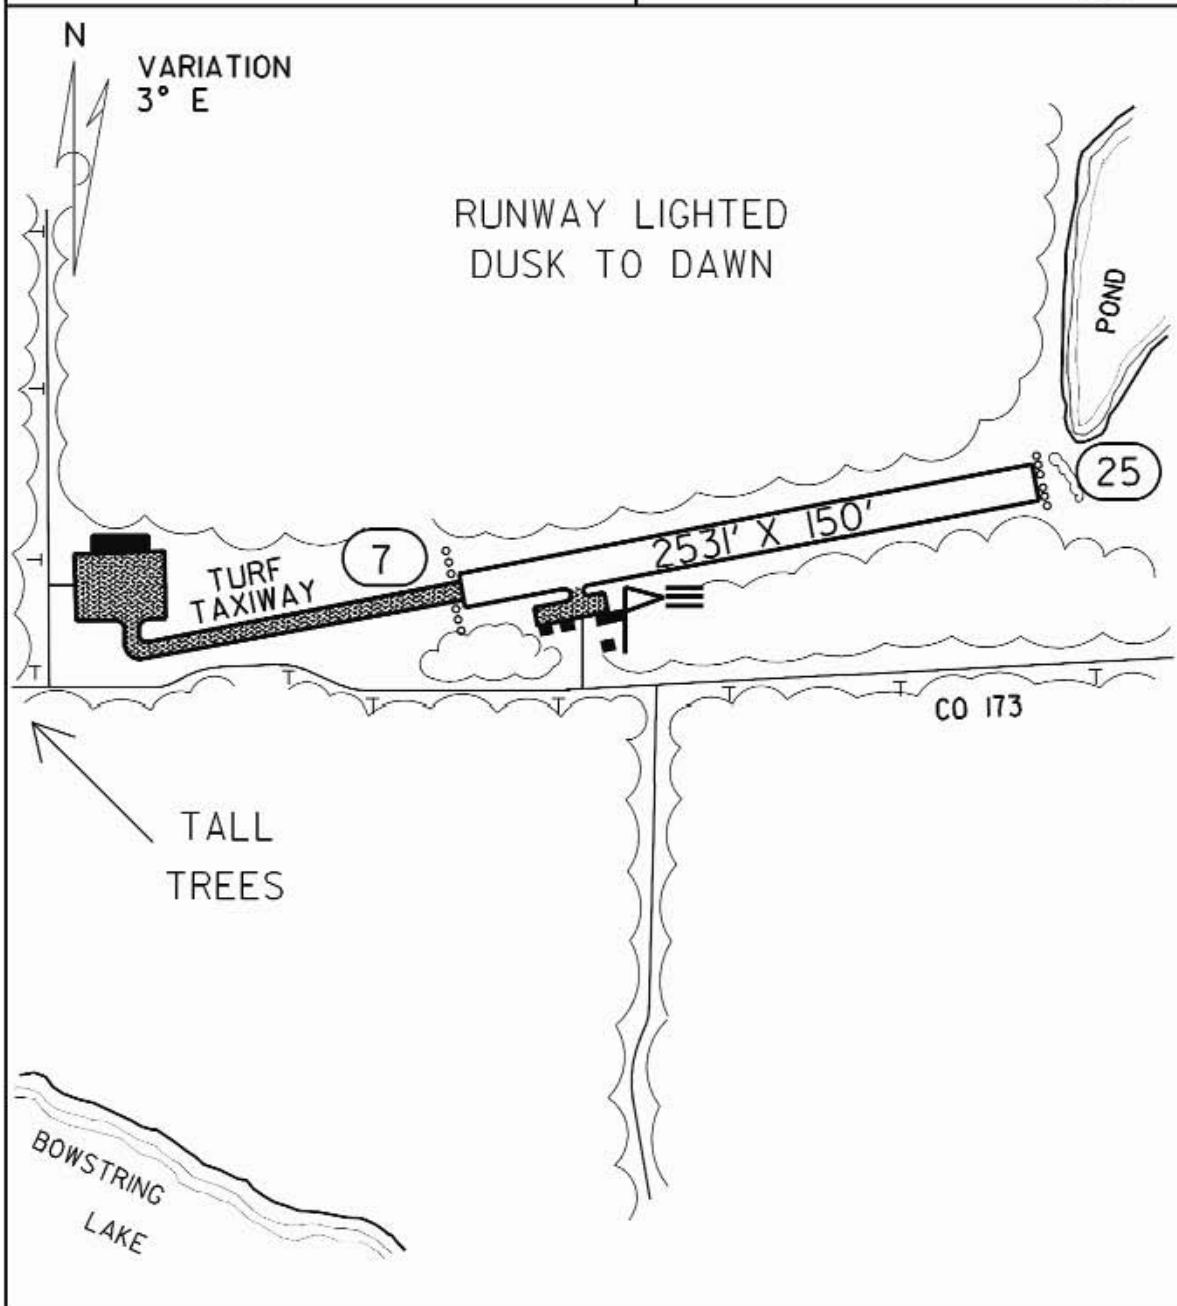 N
VARIATION
3° E
RUNWAY LIGHTED
DUSK TO DAWN
POND
25
2531' X 150'
7
TURF
TAXIWAY
CO 173
TALL
TREES
BOWSTRING
LAKE